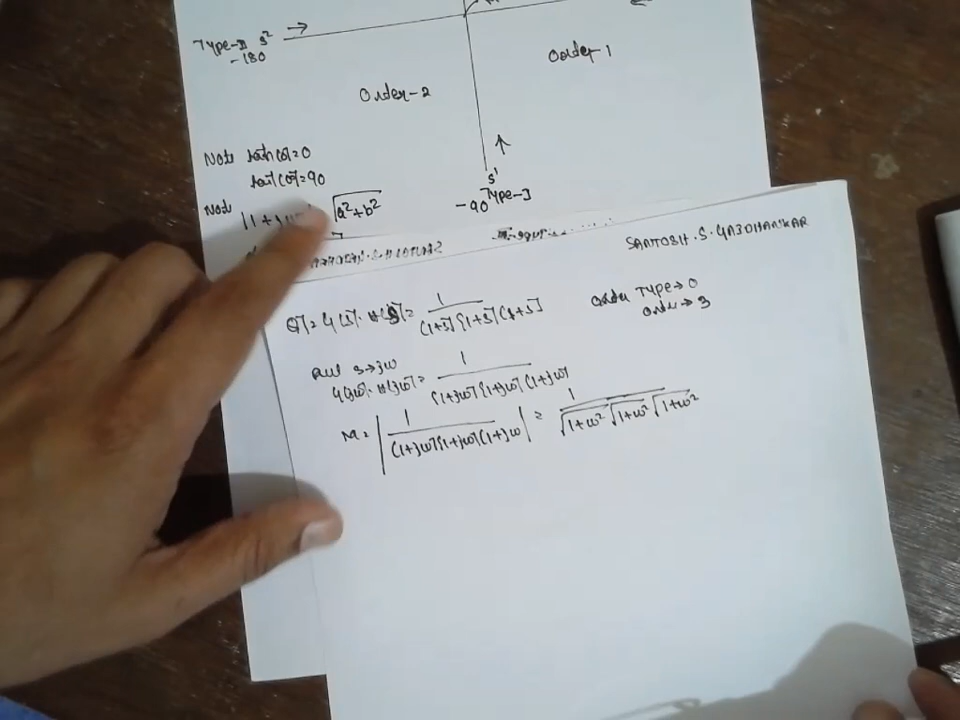 Type-II s²
-180
Order-1
Order-2
Note tan⁻¹(0)=0
tan⁻¹(∞)=90
s¹
-90 Type-I
Note |1+j √a²+b²
SANTOSH.S.GABDHANKAR
Q] G(s).H(s)= 1/(1+s)(1+s)(1+s)
Order Type→0
Order→3
Put s→jω
G(jω).H(jω)= 1/(1+jω)(1+jω)(1+jω)
M= |1/(1+jω)(1+jω)(1+jω)| = 1/√1+ω² √1+ω² √1+ω²